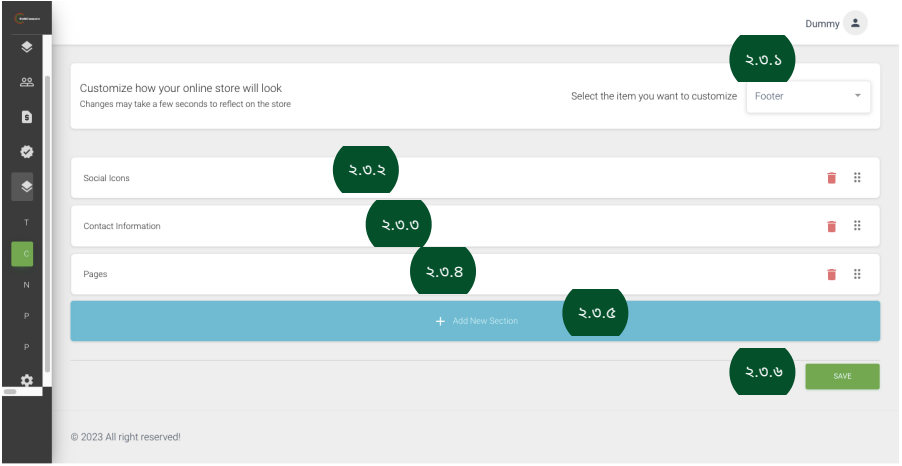 Dummy
২.৩.১
Customize how your online store will look
Changes may take a few seconds to reflect on the store
Select the item you want to customize
Footer
২.৩.২
Social Icons
২.৩.৩
Contact Information
২.৩.৪
Pages
২.৩.৫
+ Add New Section
২.৩.৬
SAVE
T
C
N
P
P
© 2023 All right reserved!